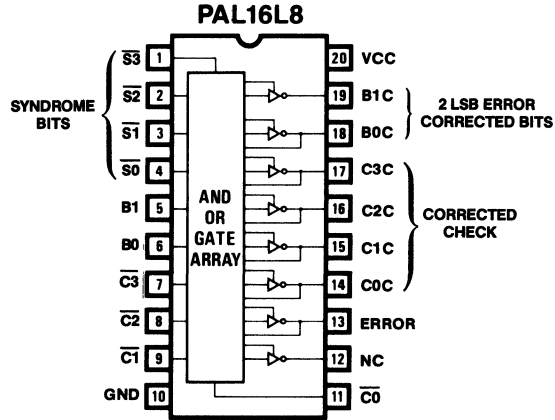 PAL16L8
S3 1 20 VCC
S2 2 19 B1C
S1 3 18 B0C
S0 4 17 C3C
B1 5 16 C2C
B0 6 15 C1C
C3 7 14 C0C
C2 8 13 ERROR
C1 9 12 NC
GND 10 11 C0
SYNDROME
BITS
AND
OR
GATE
ARRAY
2 LSB ERROR
CORRECTED BITS
CORRECTED
CHECK